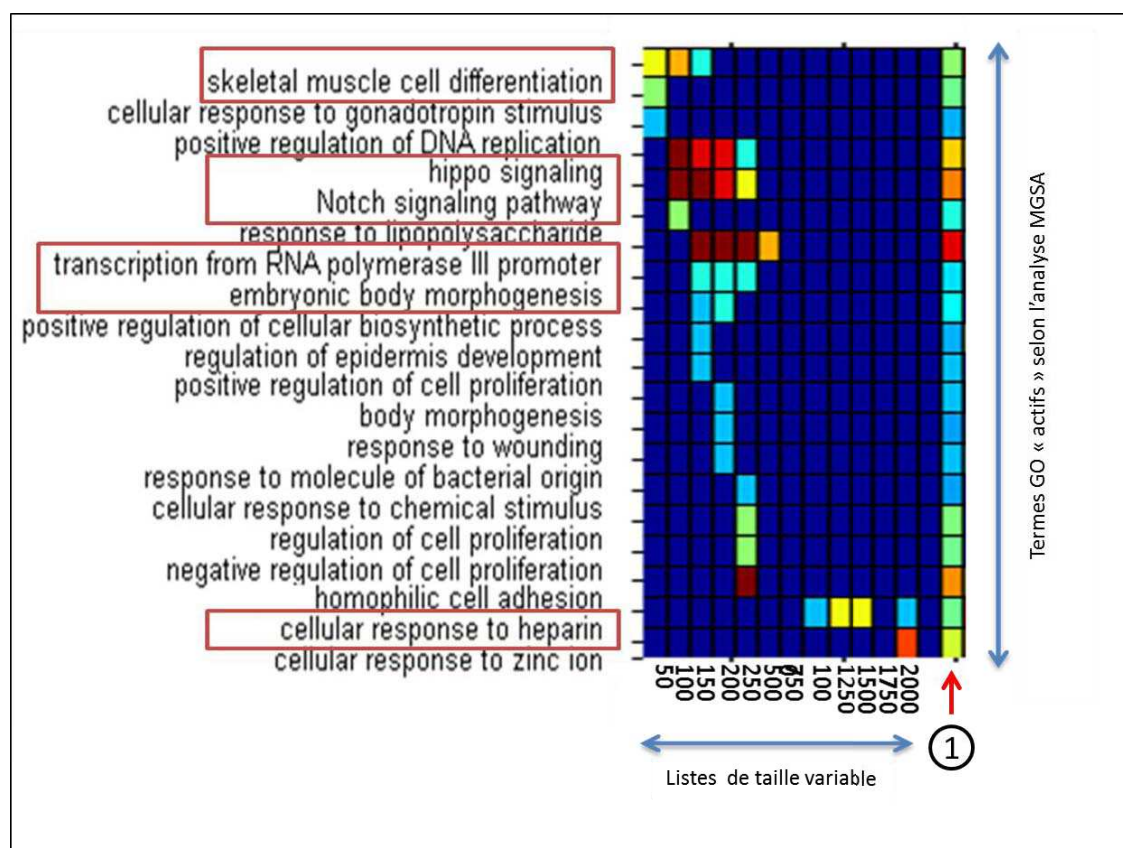 skeletal muscle cell differentiation
cellular response to gonadotropin stimulus
positive regulation of DNA replication
hippo signaling
Notch signaling pathway
response to lipopolysaccharide
transcription from RNA polymerase III promoter
embryonic body morphogenesis
positive regulation of cellular biosynthetic process
regulation of epidermis development
positive regulation of cell proliferation
body morphogenesis
response to wounding
response to molecule of bacterial origin
cellular response to chemical stimulus
regulation of cell proliferation
negative regulation of cell proliferation
homophilic cell adhesion
cellular response to heparin
cellular response to zinc ion
50
100
150
200
250
500
750
100
1250
1500
1750
2000
1
Listes de taille variable
Termes GO « actifs » selon l'analyse MGSA